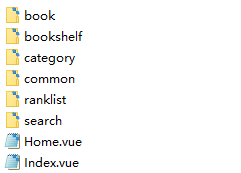 book
bookshelf
category
common
ranklist
search
Home.vue
Index.vue